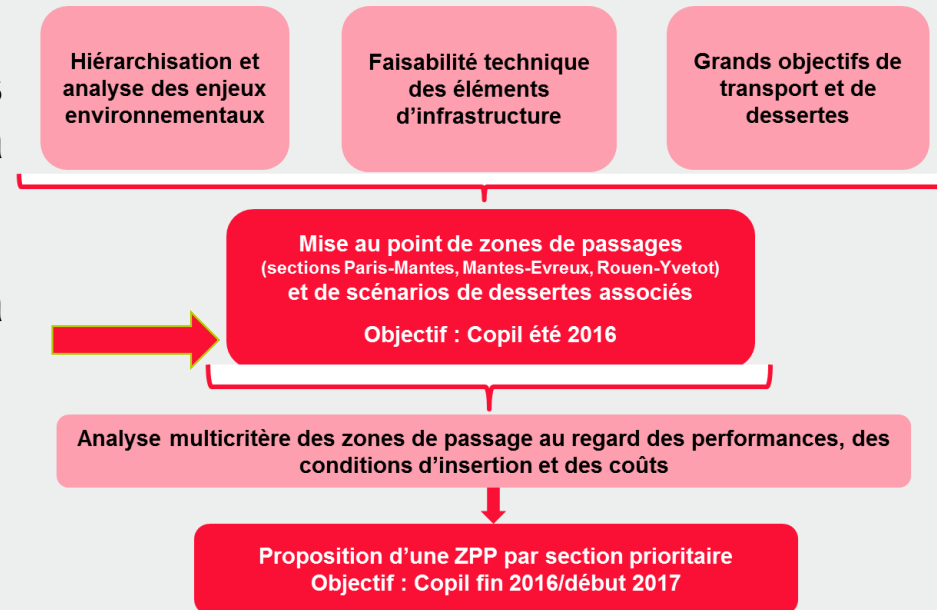 Hiérarchisation et
analyse des enjeux
environnementaux
Faisabilité technique
des éléments
d'infrastructure
Grands objectifs de
transport et de
dessertes
Mise au point de zones de passages
(sections Paris-Mantes, Mantes-Evreux, Rouen-Yvetot)
et de scénarios de dessertes associés
Objectif : Copil été 2016
Analyse multicritère des zones de passage au regard des performances, des
conditions d'insertion et des coûts
Proposition d'une ZPP par section prioritaire
Objectif : Copil fin 2016/début 2017